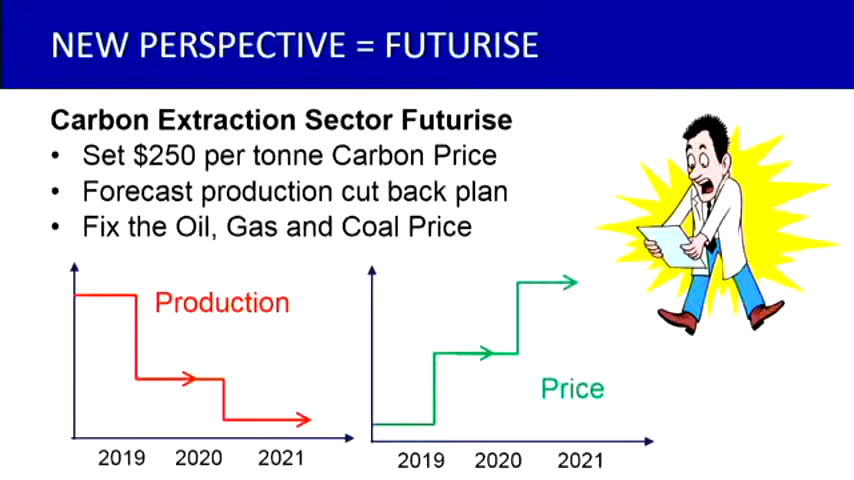 NEW PERSPECTIVE = FUTURISE
Carbon Extraction Sector Futurise
• Set $250 per tonne Carbon Price
• Forecast production cut back plan
• Fix the Oil, Gas and Coal Price
Production
2019 2020 2021
Price
2019 2020 2021